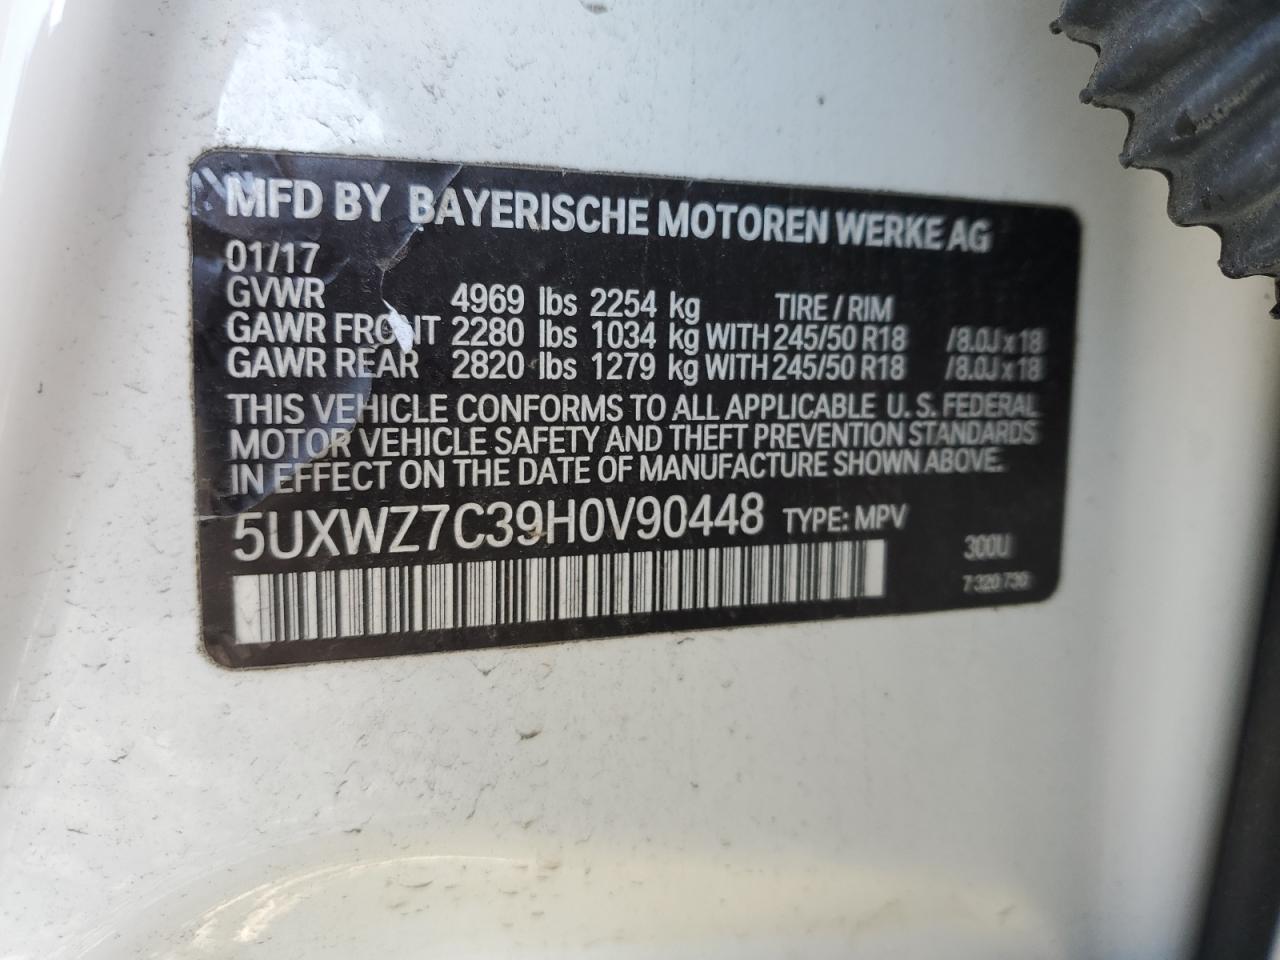 MFD BY BAYERISCHE MOTOREN WERKE AG
01/17
GVWR 4969 lbs 2254 kg TIRE / RIM
GAWR FRONT 2280 lbs 1034 kg WITH 245/50 R18 /8.0J x 18
GAWR REAR 2820 lbs 1279 kg WITH 245/50 R18 /8.0J x 18
THIS VEHICLE CONFORMS TO ALL APPLICABLE U.S. FEDERAL
MOTOR VEHICLE SAFETY AND THEFT PREVENTION STANDARDS
IN EFFECT ON THE DATE OF MANUFACTURE SHOWN ABOVE.
5UXWZ7C39H0V90448 TYPE: MPV
300U
7 320 730